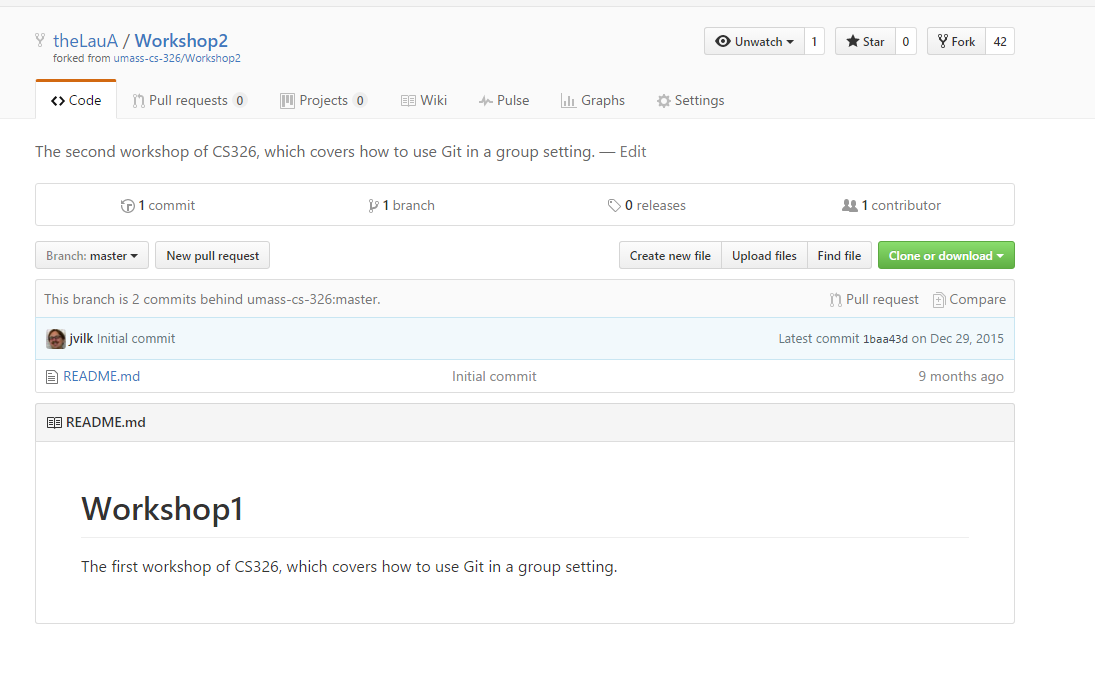 theLauA / Workshop2
Unwatch 1 Star 0 Fork 42
forked from umass-cs-326/Workshop2
Code Pull requests 0 Projects 0 Wiki Pulse Graphs Settings
The second workshop of CS326, which covers how to use Git in a group setting. — Edit
1 commit 1 branch 0 releases 1 contributor
Branch: master New pull request Create new file Upload files Find file Clone or download
This branch is 2 commits behind umass-cs-326:master. Pull request Compare
jvilk Initial commit Latest commit 1baa43d on Dec 29, 2015
README.md Initial commit 9 months ago
README.md
Workshop1
The first workshop of CS326, which covers how to use Git in a group setting.